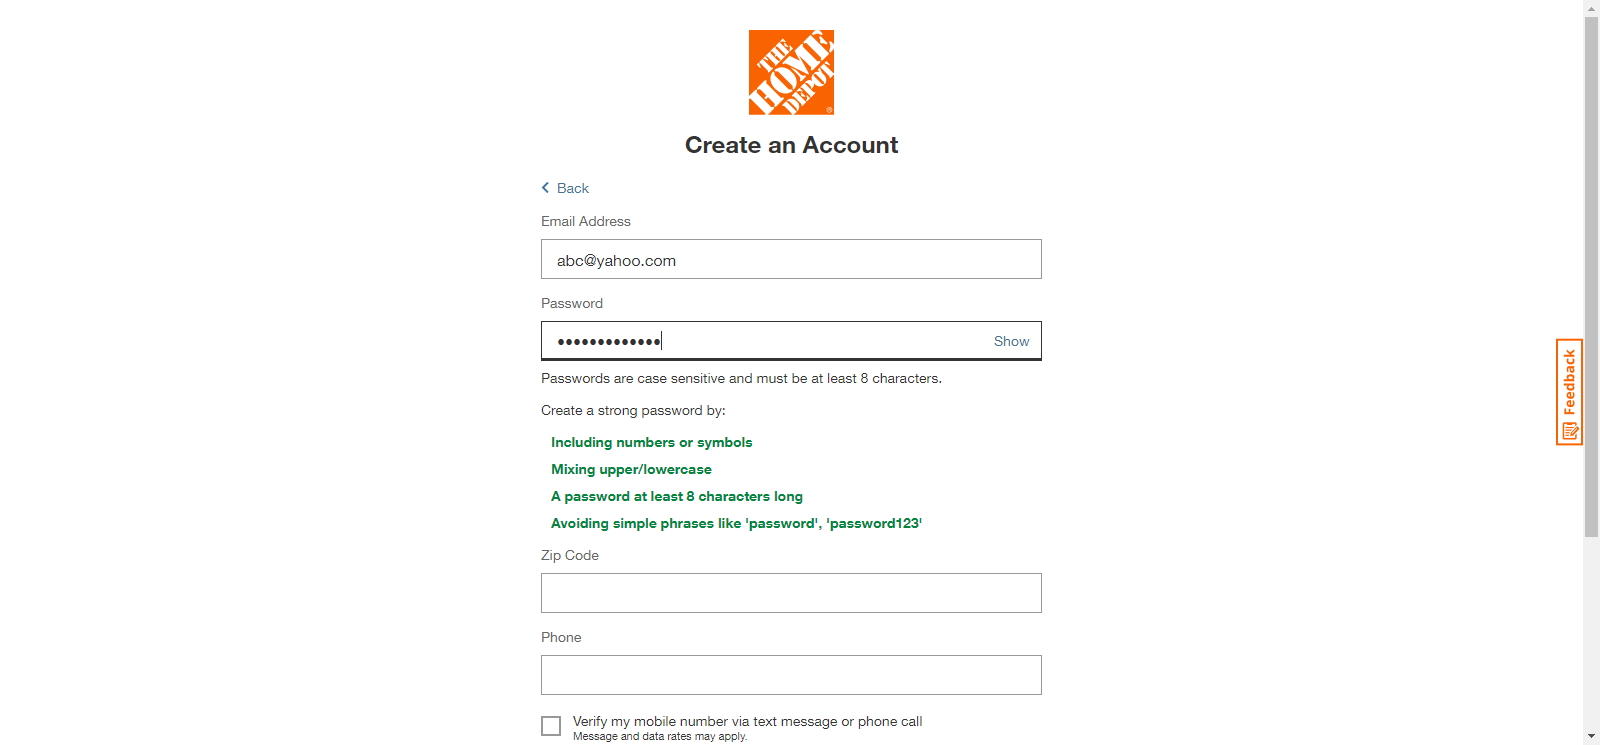 THE
HOME
DEPOT
®
Create an Account
Back
Email Address
abc@yahoo.com
Password
•••••••••••••
Show
Passwords are case sensitive and must be at least 8 characters.
Create a strong password by:
Including numbers or symbols
Mixing upper/lowercase
A password at least 8 characters long
Avoiding simple phrases like 'password', 'password123'
Zip Code
Phone
Verify my mobile number via text message or phone call
Message and data rates may apply.
Feedback